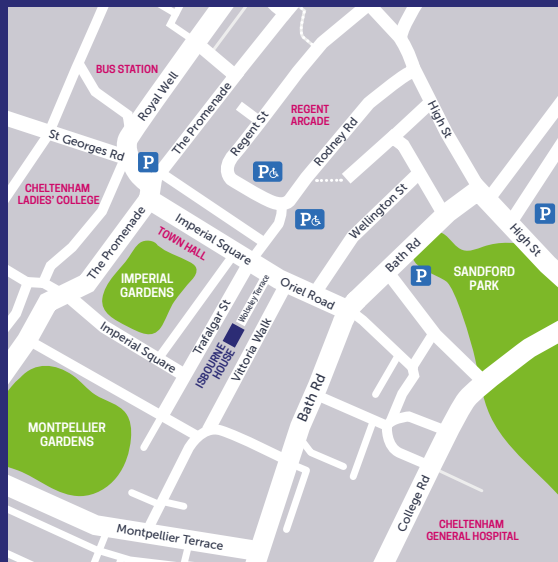 BUS STATION
Royal Well
The Promenade
REGENT
ARCADE
Regent St
Rodney Rd
High St
St Georges Rd
P
P♿
P♿
P
CHELTENHAM
LADIES' COLLEGE
Wellington St
The Promenade
Imperial Square
TOWN HALL
Bath Rd
High St
P
IMPERIAL
GARDENS
SANDFORD
PARK
Oriel Road
Wolseley Terrace
Trafalgar St
ISBOURNE
HOUSE
Vittoria Walk
Imperial Square
Bath Rd
MONTPELLIER
GARDENS
College Rd
CHELTENHAM
GENERAL HOSPITAL
Montpellier Terrace